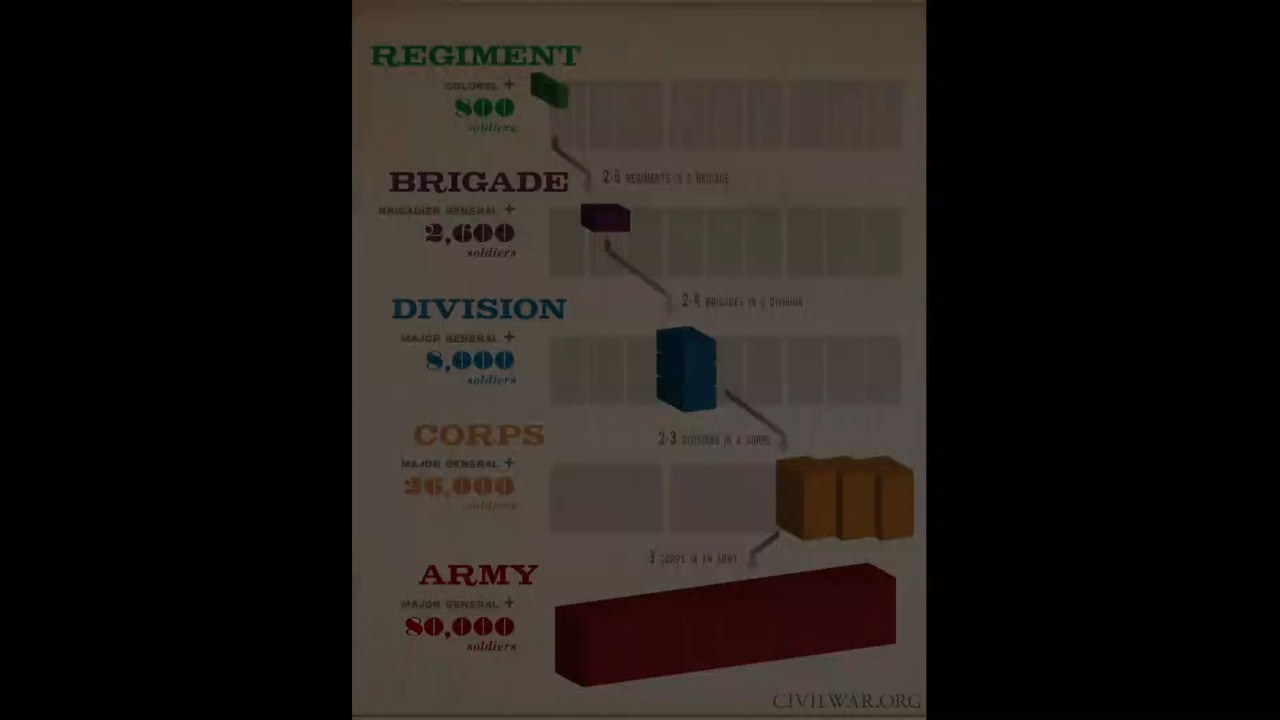 REGIMENT
COLONEL +
800
soldiers
2-5 REGIMENTS IN A BRIGADE
BRIGADE
BRIGADIER GENERAL +
2,600
soldiers
2-4 BRIGADES IN A DIVISION
DIVISION
MAJOR GENERAL +
8,000
soldiers
2-3 DIVISIONS IN A CORPS
CORPS
MAJOR GENERAL +
26,000
soldiers
3 CORPS IN AN ARMY
ARMY
MAJOR GENERAL +
80,000
soldiers
CIVILWAR.ORG